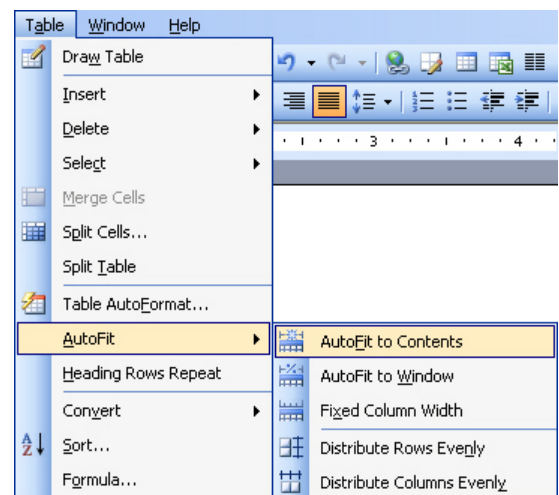 Table Window Help
Draw Table
Insert
Delete
Select
Merge Cells
Split Cells...
Split Table
Table AutoFormat...
AutoFit
Heading Rows Repeat
Convert
Sort...
Formula...
3 4
AutoFit to Contents
AutoFit to Window
Fixed Column Width
Distribute Rows Evenly
Distribute Columns Evenly